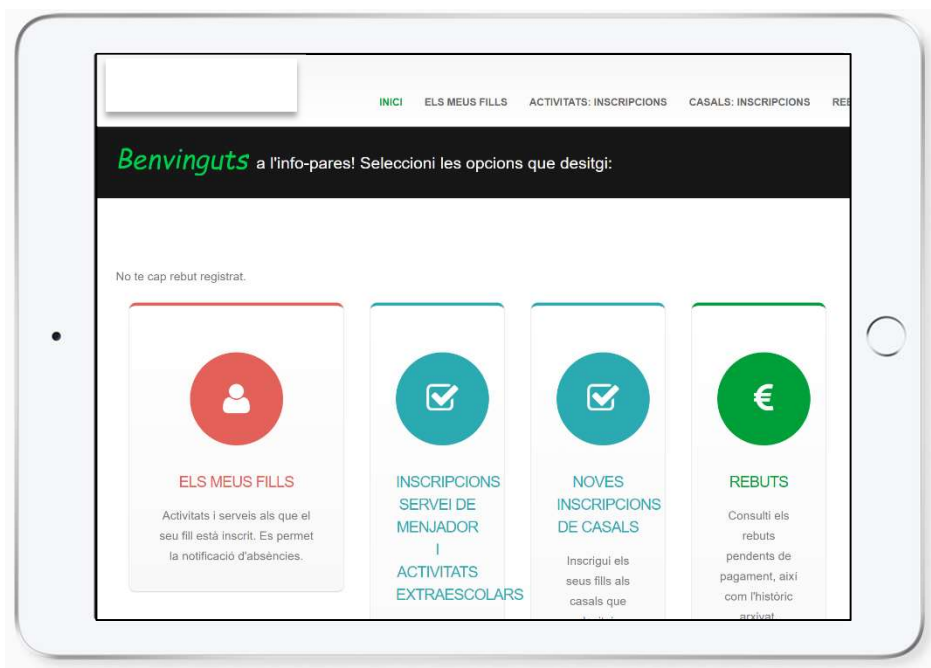 INICI ELS MEUS FILLS ACTIVITATS: INSCRIPCIONS CASALS: INSCRIPCIONS
Benvinguts a l'info-pares! Seleccioni les opcions que desitgi:
No te cap rebut registrat.
ELS MEUS FILLS
Activitats i serveis als que el
seu fill està inscrit. Es permet
la notificació d'absències.
INSCRIPCIONS
SERVEI DE
MENJADOR
I
ACTIVITATS
EXTRAESCOLARS
NOVES
INSCRIPCIONS
DE CASALS
Inscrigui els
seus fills als
casals que
€
REBUTS
Consulti els
rebuts
pendents de
pagament, així
com l'històric
arxivat